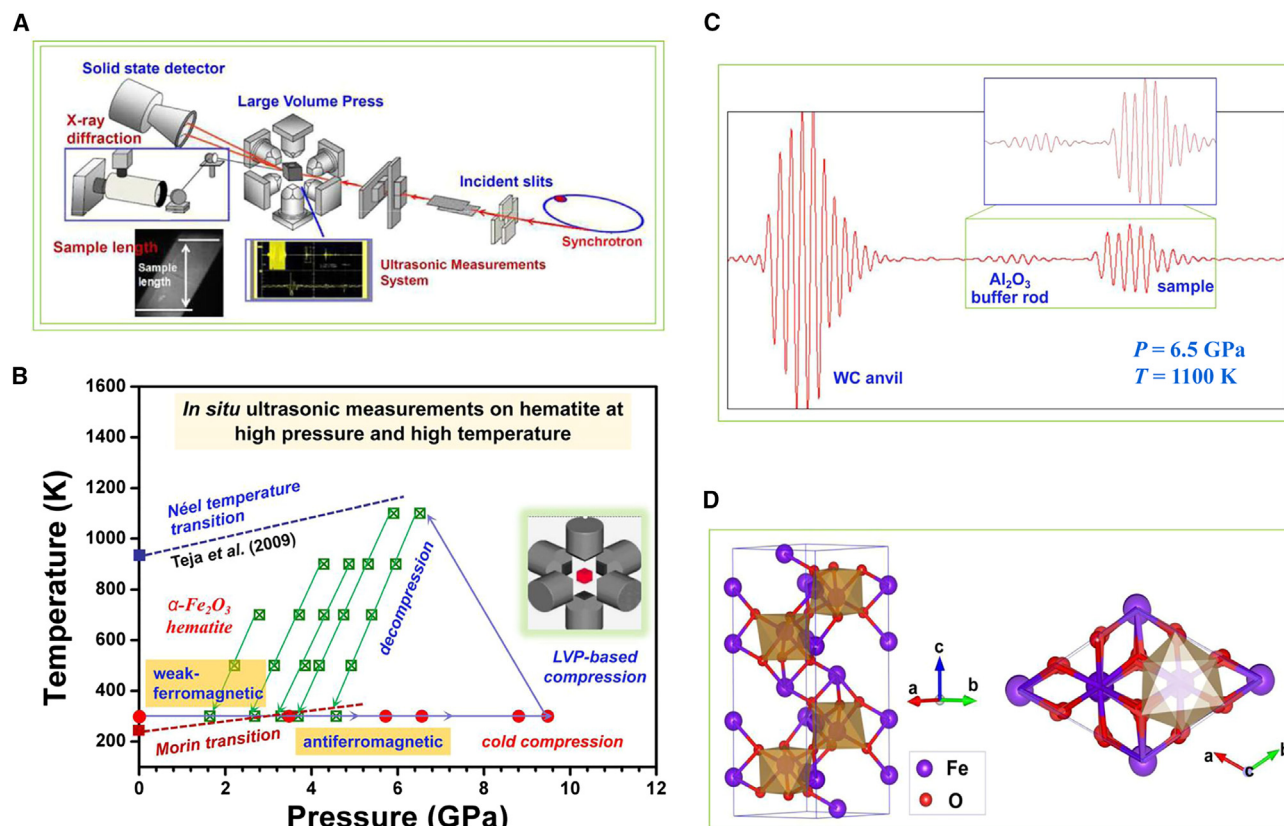 A
Solid state detector
Large Volume Press
X-ray
diffraction
Incident slits
Synchrotron
Sample length
Sample
length
Ultrasonic Measurements
System
B
1600
1400
1200
1000
800
600
400
200
Temperature (K)
In situ ultrasonic measurements on hematite at
high pressure and high temperature
Néel temperature
transition
Teja et al. (2009)
α-Fe₂O₃
hematite
decompression
LVP-based
compression
weak-
ferromagnetic
Morin transition
antiferromagnetic
cold compression
0 2 4 6 8 10 12
Pressure (GPa)
C
Al₂O₃
buffer rod
sample
WC anvil
P = 6.5 GPa
T = 1100 K
D
c
a
b
Fe
O
a
c
b